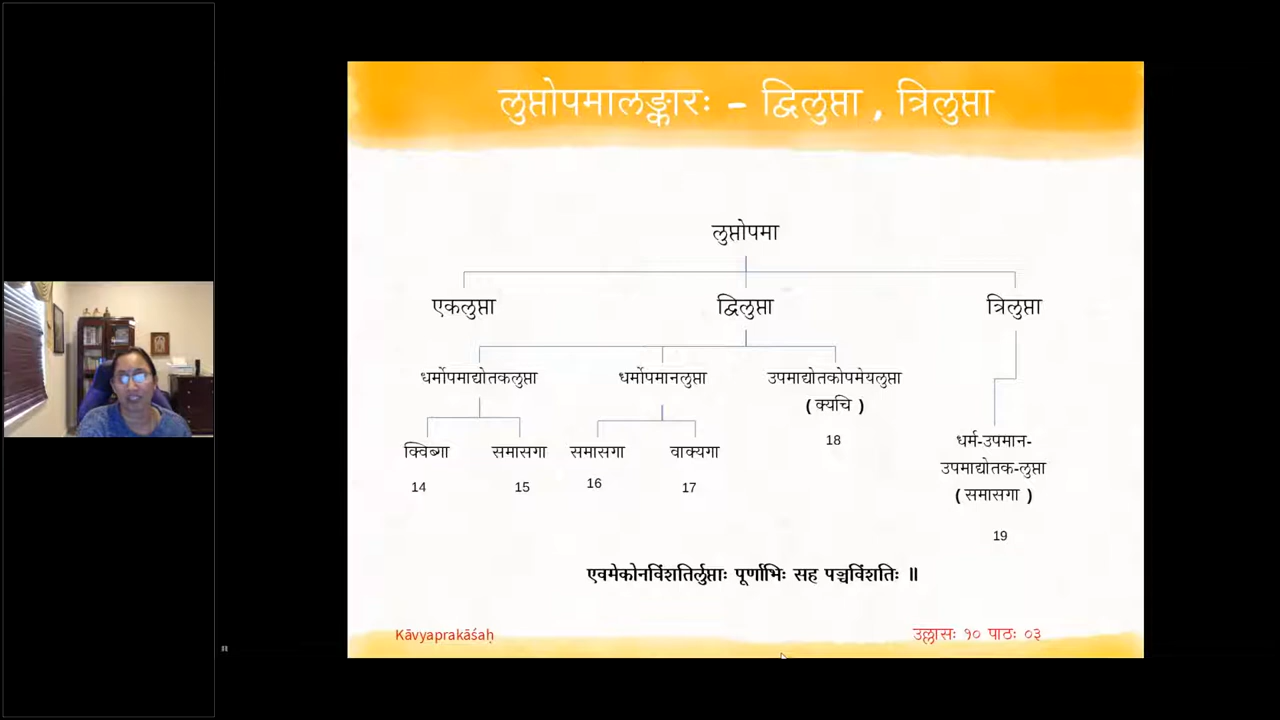 लुप्तोपमालङ्कारः – द्विलुप्ता , त्रिलुप्ता
लुप्तोपमा
एकलुप्ता द्विलुप्ता त्रिलुप्ता
धर्मोपमाद्योतकलुप्ता धर्मोपमानलुप्ता उपमाद्योतकोपमेयलुप्ता
( क्यचि )
18
क्विब्गा समासगा समासगा वाक्यगा
14 15 16 17
धर्म-उपमान-
उपमाद्योतक-लुप्ता
( समासगा )
19
एवमेकोनविंशतिर्लुप्ताः पूर्णाभिः सह पञ्चविंशतिः ॥
Kāvyaprakāśaḥ उल्लासः १० पाठः ०३